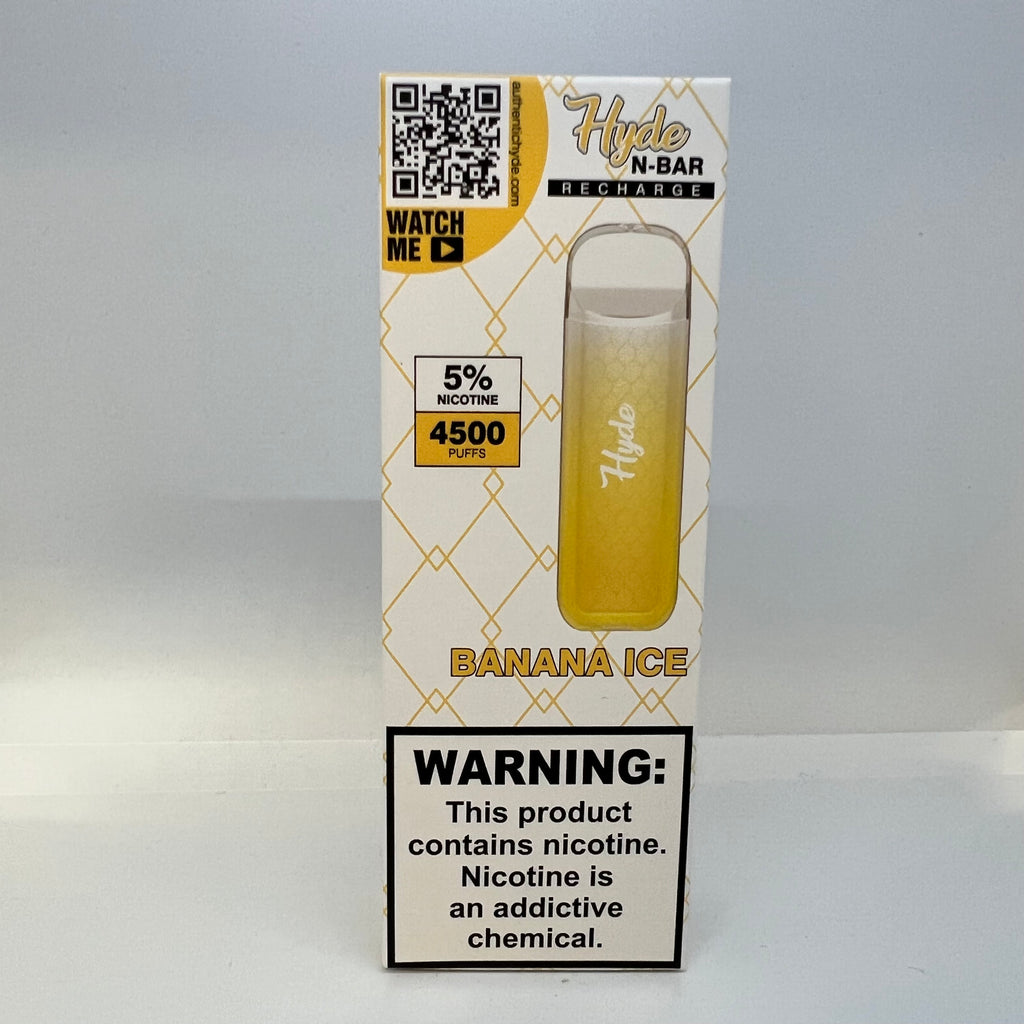 authentichyde.com
WATCH
ME
Hyde
N-BAR
RECHARGE
5%
NICOTINE
4500
PUFFS
Hyde
BANANA ICE
WARNING:
This product
contains nicotine.
Nicotine is
an addictive
chemical.